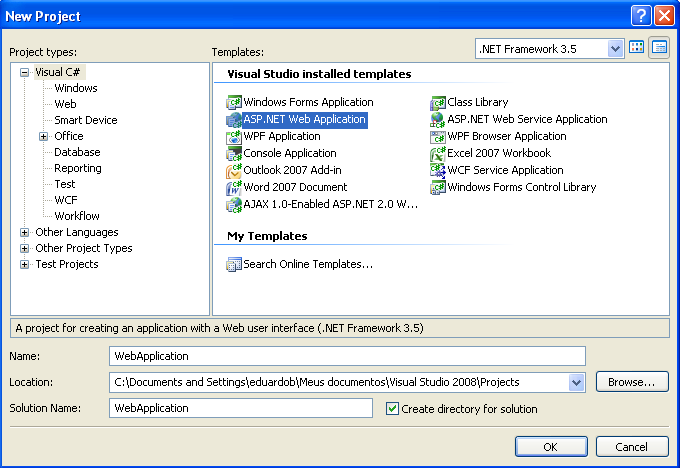 New Project
Project types:
Templates:
.NET Framework 3.5
Visual C#
Windows
Web
Smart Device
Office
Database
Reporting
Test
WCF
Workflow
Other Languages
Other Project Types
Test Projects
Visual Studio installed templates
Windows Forms Application
Class Library
ASP.NET Web Application
ASP.NET Web Service Application
WPF Application
WPF Browser Application
Console Application
Excel 2007 Workbook
Outlook 2007 Add-in
WCF Service Application
Word 2007 Document
Windows Forms Control Library
AJAX 1.0-Enabled ASP.NET 2.0 W...
My Templates
Search Online Templates...
A project for creating an application with a Web user interface (.NET Framework 3.5)
Name:
WebApplication
Location:
C:\Documents and Settings\eduardob\Meus documentos\Visual Studio 2008\Projects
Browse...
Solution Name:
WebApplication
Create directory for solution
OK
Cancel